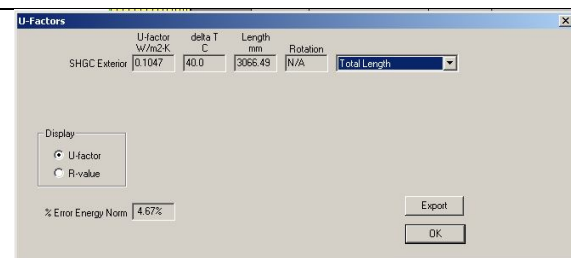 U-Factors
U-factor delta T Length
W/m2-K C mm Rotation
SHGC Exterior 0.1047 40.0 3066.49 N/A Total Length
Display
U-factor
R-value
% Error Energy Norm 4.67%
Export
OK